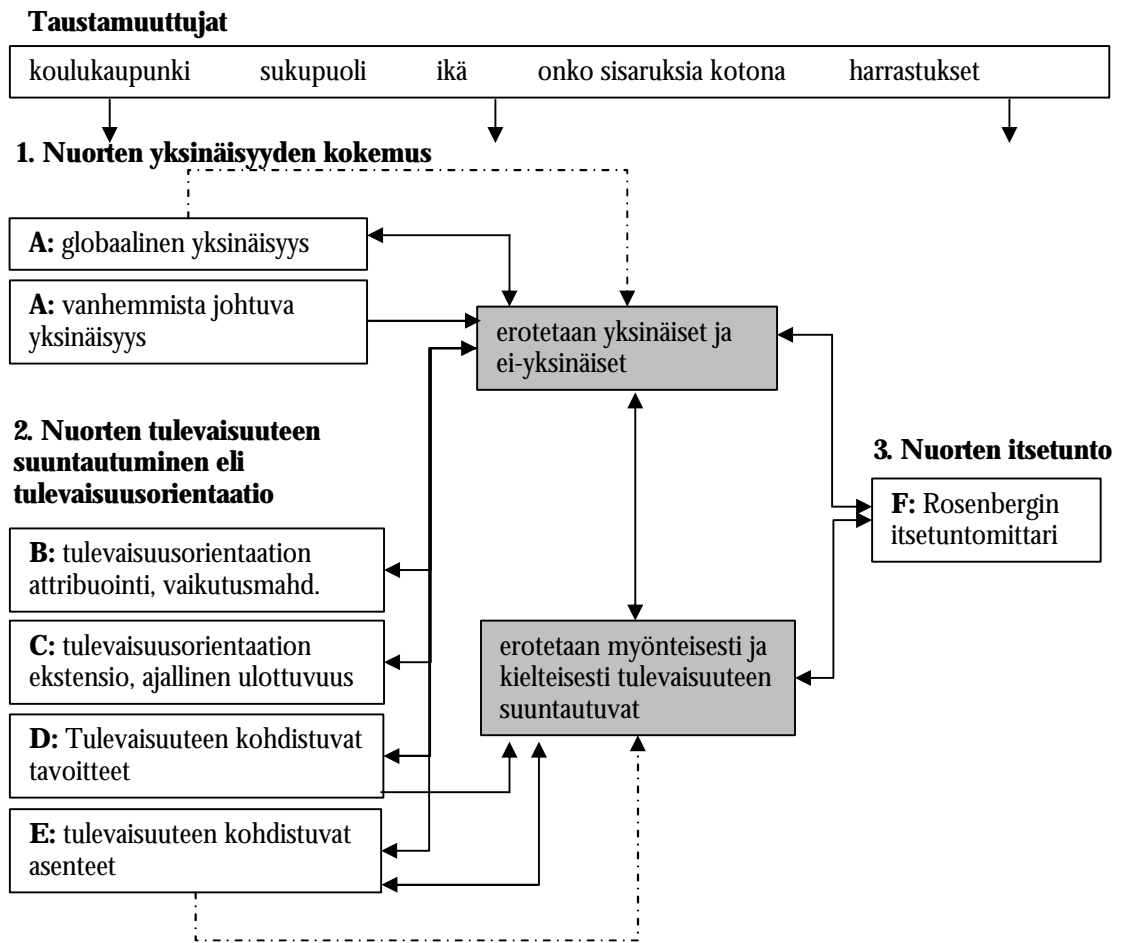 Taustamuuttujat
koulukaupunki sukupuoli ikä onko sisaruksia kotona harrastukset
1. Nuorten yksinäisyyden kokemus
A: globaalinen yksinäisyys
A: vanhemmista johtuva
yksinäisyys
erotetaan yksinäiset ja
ei-yksinäiset
2. Nuorten tulevaisuuteen
suuntautuminen eli
tulevaisuusorientaatio
3. Nuorten itsetunto
F: Rosenbergin
itsetuntomittari
B: tulevaisuusorientaation
attribuointi, vaikutusmahd.
C: tulevaisuusorientaation
ekstensio, ajallinen ulottuvuus
erotetaan myönteisesti ja
kielteisesti tulevaisuuteen
suuntautuvat
D: Tulevaisuuteen kohdistuvat
tavoitteet
E: tulevaisuuteen kohdistuvat
asenteet